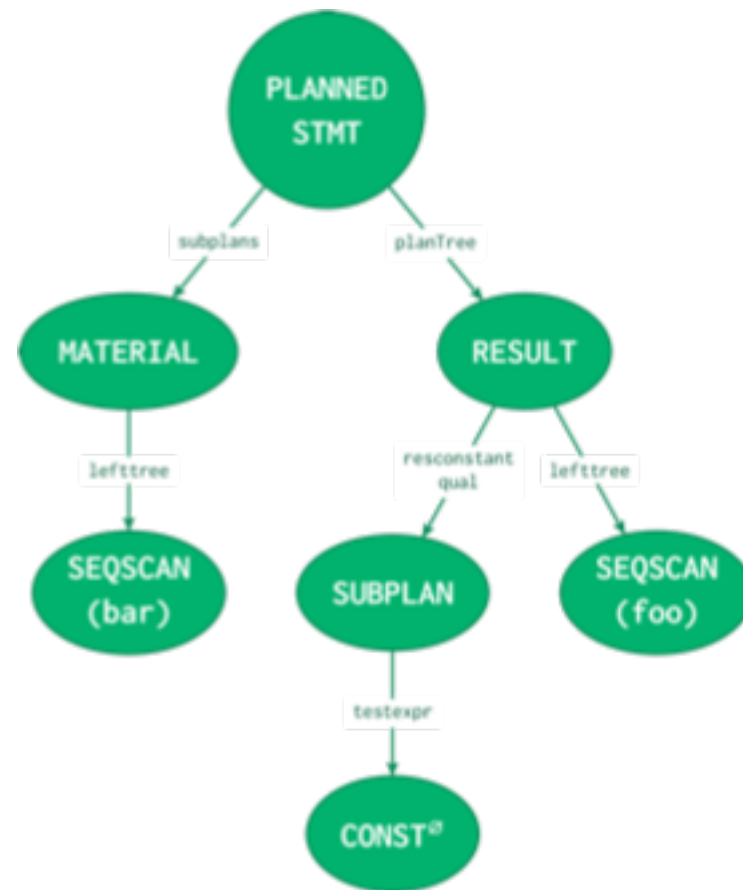 PLANNED
STMT
subplans
planTree
MATERIAL
RESULT
lefttree
resconstant
qual
lefttree
SEQSCAN
(bar)
SUBPLAN
SEQSCAN
(foo)
testexpr
CONST∅